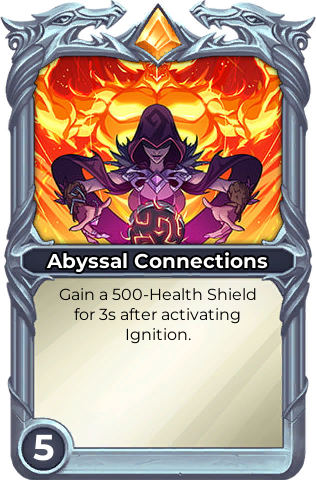 Abyssal Connections
Gain a 500-Health Shield
for 3s after activating
Ignition.
5